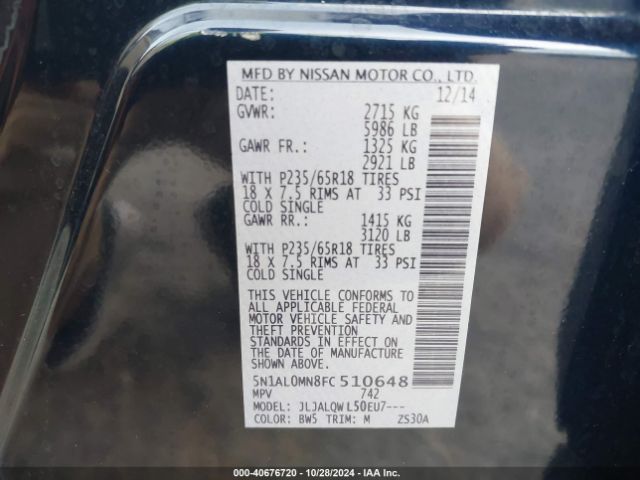 MFD BY NISSAN MOTOR CO., LTD.
DATE: 12/14
GVWR: 2715 KG
5986 LB
GAWR FR.: 1325 KG
2921 LB
WITH P235/65R18 TIRES
18 X 7.5 RIMS AT 33 PSI
COLD SINGLE
GAWR RR.: 1415 KG
3120 LB
WITH P235/65R18 TIRES
18 X 7.5 RIMS AT 33 PSI
COLD SINGLE
THIS VEHICLE CONFORMS TO
ALL APPLICABLE FEDERAL
MOTOR VEHICLE SAFETY AND
THEFT PREVENTION
STANDARDS IN EFFECT ON
THE DATE OF MANUFACTURE
SHOWN ABOVE.
5N1AL0MN8FC 510648
MPV 742
MODEL: JLJALQW L50EU7---
COLOR: BW5 TRIM: M ZS30A
000-40676720 - 10/28/2024 - IAA Inc.